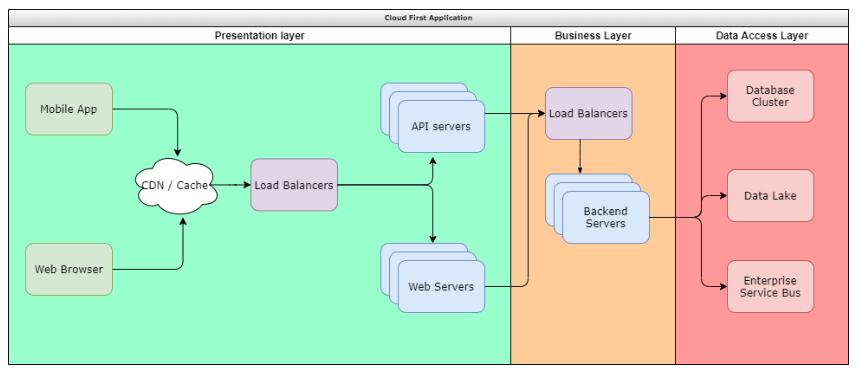 Cloud First Application
Presentation layer
Business Layer
Data Access Layer
Mobile App
CDN / Cache
Web Browser
Load Balancers
API servers
Web Servers
Load Balancers
Backend
Servers
Database
Cluster
Data Lake
Enterprise
Service Bus